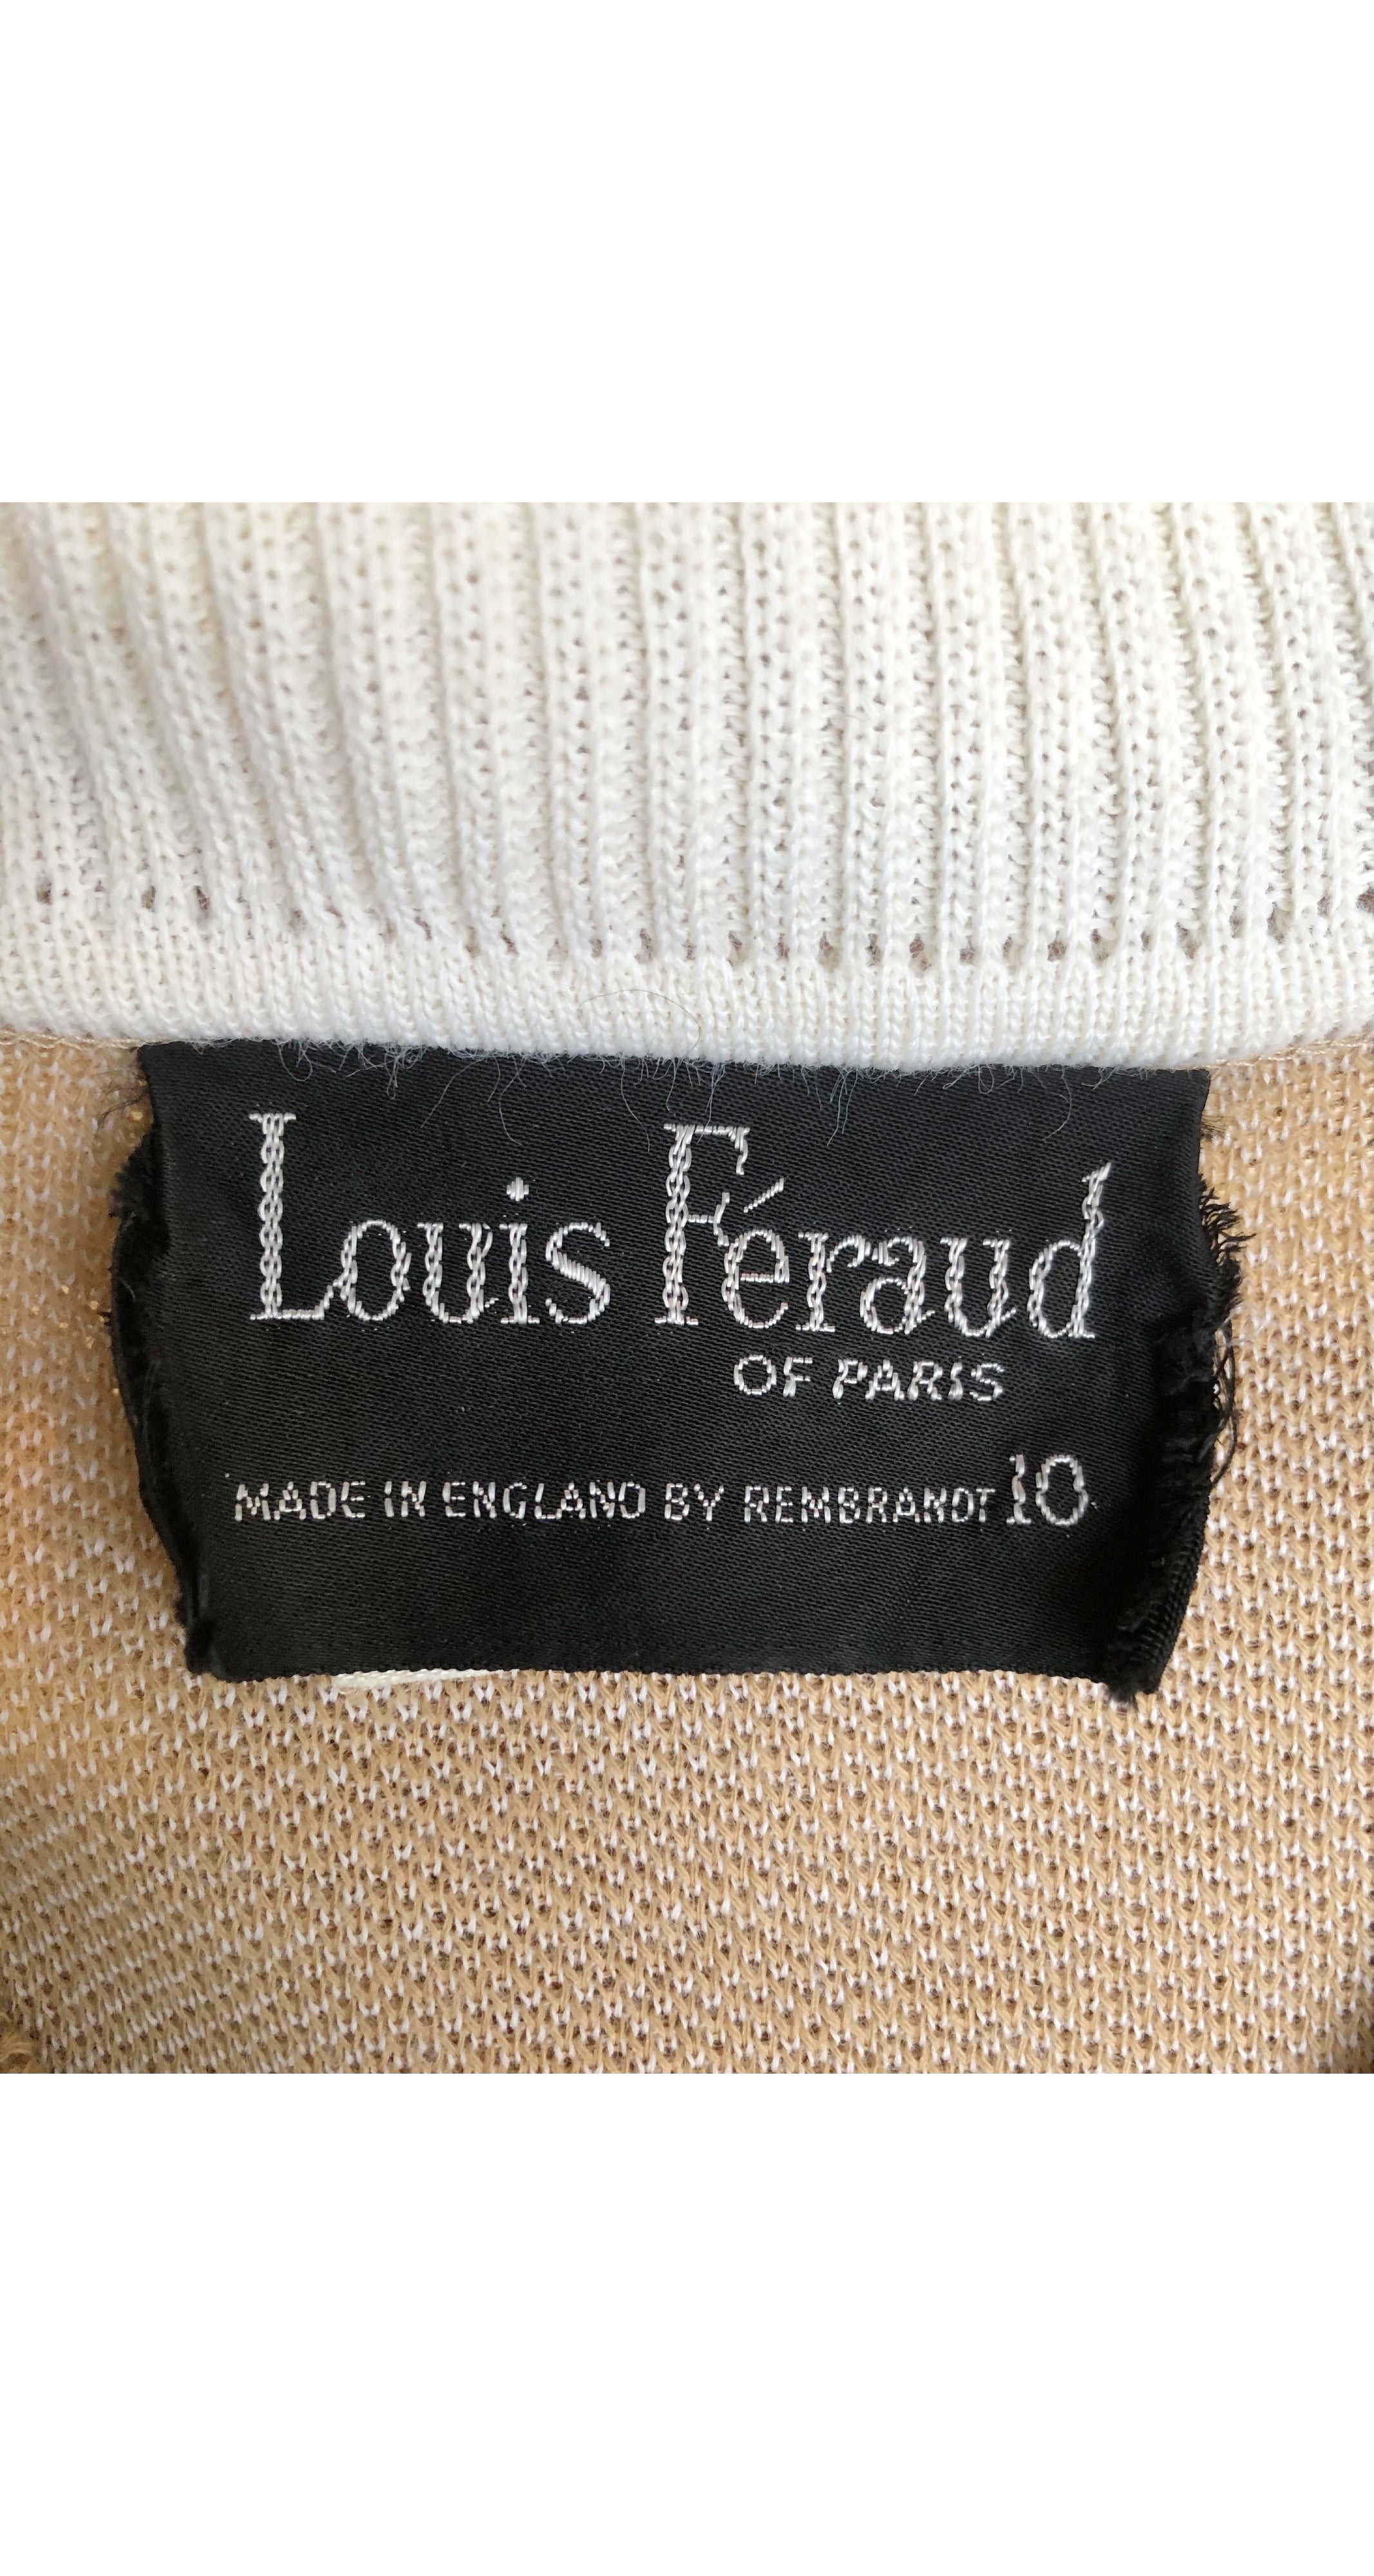 Louis Féraud
OF PARIS
MADE IN ENGLAND BY REMBRANDT 10